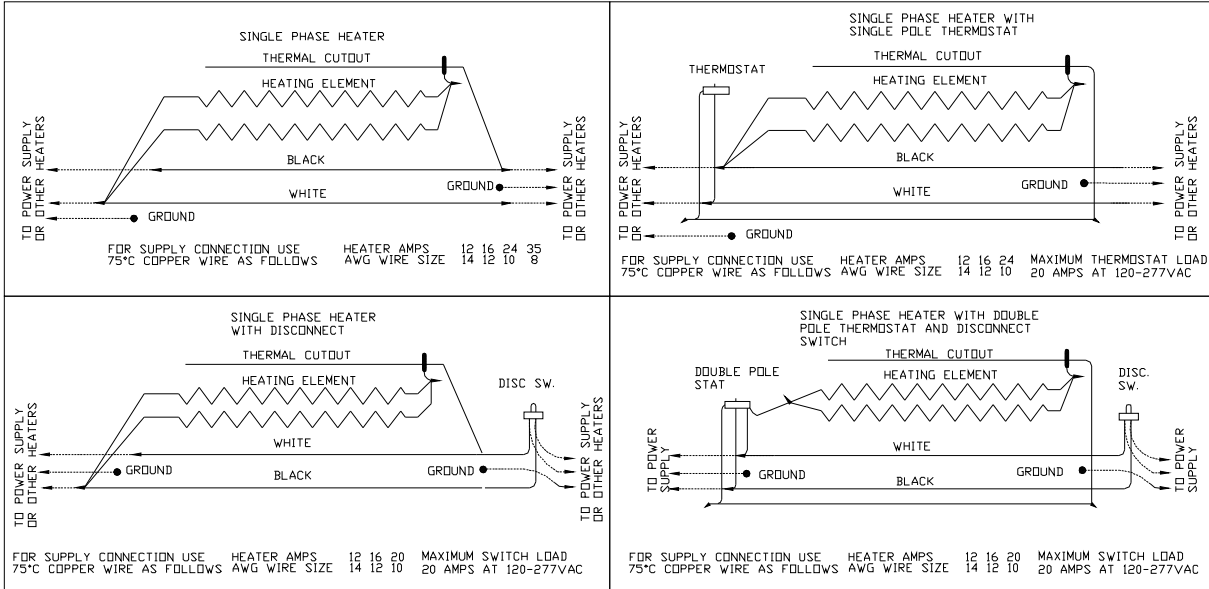 SINGLE PHASE HEATER
THERMAL CUTOUT
HEATING ELEMENT
TO POWER SUPPLY
OR OTHER HEATERS
BLACK
GROUND
WHITE
GROUND
TO POWER SUPPLY
OR OTHER HEATERS
FOR SUPPLY CONNECTION USE HEATER AMPS 12 16 24 35
75°C COPPER WIRE AS FOLLOWS AWG WIRE SIZE 14 12 10 8
SINGLE PHASE HEATER WITH
SINGLE POLE THERMOSTAT
THERMAL CUTOUT
THERMOSTAT
HEATING ELEMENT
TO POWER SUPPLY
OR OTHER HEATERS
BLACK
GROUND
WHITE
GROUND
TO POWER SUPPLY
OR OTHER HEATERS
FOR SUPPLY CONNECTION USE HEATER AMPS 12 16 24 MAXIMUM THERMOSTAT LOAD
75°C COPPER WIRE AS FOLLOWS AWG WIRE SIZE 14 12 10 20 AMPS AT 120-277VAC
SINGLE PHASE HEATER
WITH DISCONNECT
THERMAL CUTOUT
HEATING ELEMENT
DISC SW.
TO POWER SUPPLY
OR OTHER HEATERS
WHITE
GROUND
GROUND
BLACK
TO POWER SUPPLY
OR OTHER HEATERS
FOR SUPPLY CONNECTION USE HEATER AMPS 12 16 20 MAXIMUM SWITCH LOAD
75°C COPPER WIRE AS FOLLOWS AWG WIRE SIZE 14 12 10 20 AMPS AT 120-277VAC
SINGLE PHASE HEATER WITH DOUBLE
POLE THERMOSTAT AND DISCONNECT
SWITCH
THERMAL CUTOUT
DOUBLE POLE
STAT
HEATING ELEMENT
DISC.
SW.
TO POWER
SUPPLY
WHITE
GROUND
GROUND
BLACK
TO POWER
SUPPLY
FOR SUPPLY CONNECTION USE HEATER AMPS 12 16 20 MAXIMUM SWITCH LOAD
75°C COPPER WIRE AS FOLLOWS AWG WIRE SIZE 14 12 10 20 AMPS AT 120-277VAC